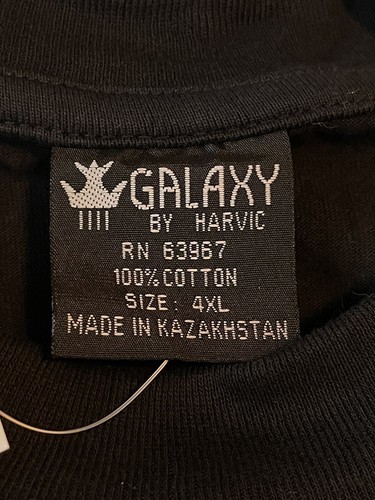 GALAXY
BY HARVIC
RN 63967
100% COTTON
SIZE: 4XL
MADE IN KAZAKHSTAN